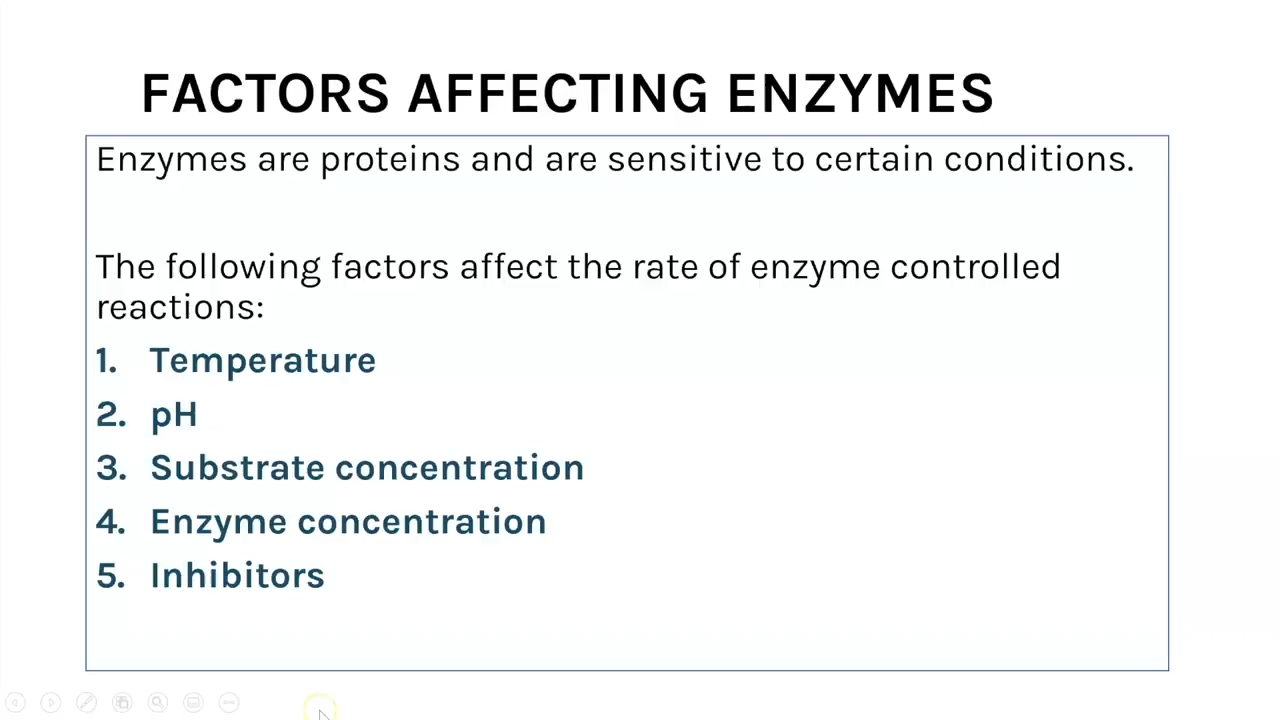 FACTORS AFFECTING ENZYMES
Enzymes are proteins and are sensitive to certain conditions.
The following factors affect the rate of enzyme controlled
reactions:
1. Temperature
2. pH
3. Substrate concentration
4. Enzyme concentration
5. Inhibitors